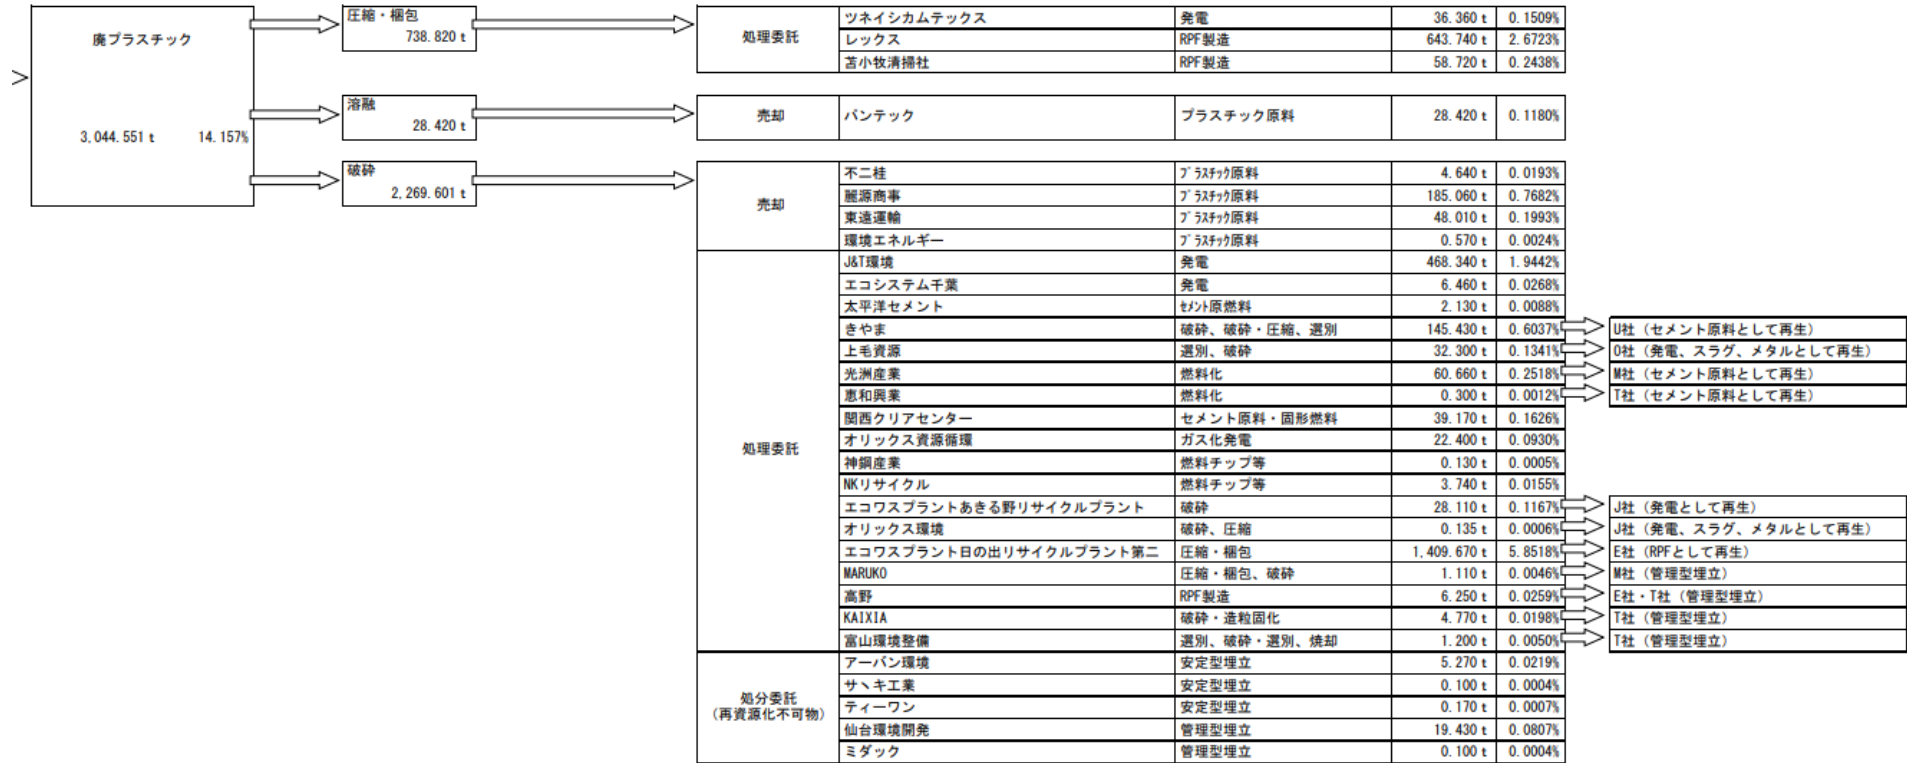 廃プラスチック
3,044.551 t 14.157%
圧縮・梱包
738.820 t
溶融
28.420 t
破砕
2,269.601 t
処理委託
ツネイシカムテックス 発電 36.360 t 0.1509%
レックス RPF製造 643.740 t 2.6723%
苫小牧清掃社 RPF製造 58.720 t 0.2438%
売却 バンテック プラスチック原料 28.420 t 0.1180%
売却
不二桂 プラスチック原料 4.640 t 0.0193%
麗源商事 プラスチック原料 185.060 t 0.7682%
東遠運輸 プラスチック原料 48.010 t 0.1993%
環境エネルギー プラスチック原料 0.570 t 0.0024%
処理委託
J&T環境 発電 468.340 t 1.9442%
エコシステム千葉 発電 6.460 t 0.0268%
太平洋セメント セメント原燃料 2.130 t 0.0088%
きやま 破砕、破砕・圧縮、選別 145.430 t 0.6037% U社（セメント原料として再生）
上毛資源 選別、破砕 32.300 t 0.1341% O社（発電、スラグ、メタルとして再生）
光洲産業 燃料化 60.660 t 0.2518% M社（セメント原料として再生）
恵和興業 燃料化 0.300 t 0.0012% T社（セメント原料として再生）
関西クリアセンター セメント原料・固形燃料 39.170 t 0.1626%
オリックス資源循環 ガス化発電 22.400 t 0.0930%
神鋼産業 燃料チップ等 0.130 t 0.0005%
NKリサイクル 燃料チップ等 3.740 t 0.0155%
エコワスプラントあきる野リサイクルプラント 破砕 28.110 t 0.1167% J社（発電として再生）
オリックス環境 破砕、圧縮 0.135 t 0.0006% J社（発電、スラグ、メタルとして再生）
エコワスプラント日の出リサイクルプラント第二 圧縮・梱包 1,409.670 t 5.8518% E社（RPFとして再生）
MARUKO 圧縮・梱包、破砕 1.110 t 0.0046% M社（管理型埋立）
高野 RPF製造 6.250 t 0.0259% E社・T社（管理型埋立）
KAIXIA 破砕・造粒固化 4.770 t 0.0198% T社（管理型埋立）
富山環境整備 選別、破砕・選別、焼却 1.200 t 0.0050% T社（管理型埋立）
処分委託
（再資源化不可物）
アーバン環境 安定型埋立 5.270 t 0.0219%
サヽキ工業 安定型埋立 0.100 t 0.0004%
ティーワン 安定型埋立 0.170 t 0.0007%
仙台環境開発 管理型埋立 19.430 t 0.0807%
ミダック 管理型埋立 0.100 t 0.0004%